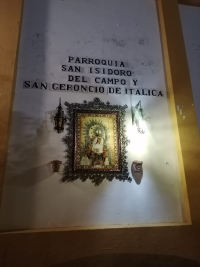 PARROQUIA
SAN ISIDORO
DEL CAMPO Y
SAN GERONCIO DE ITALICA